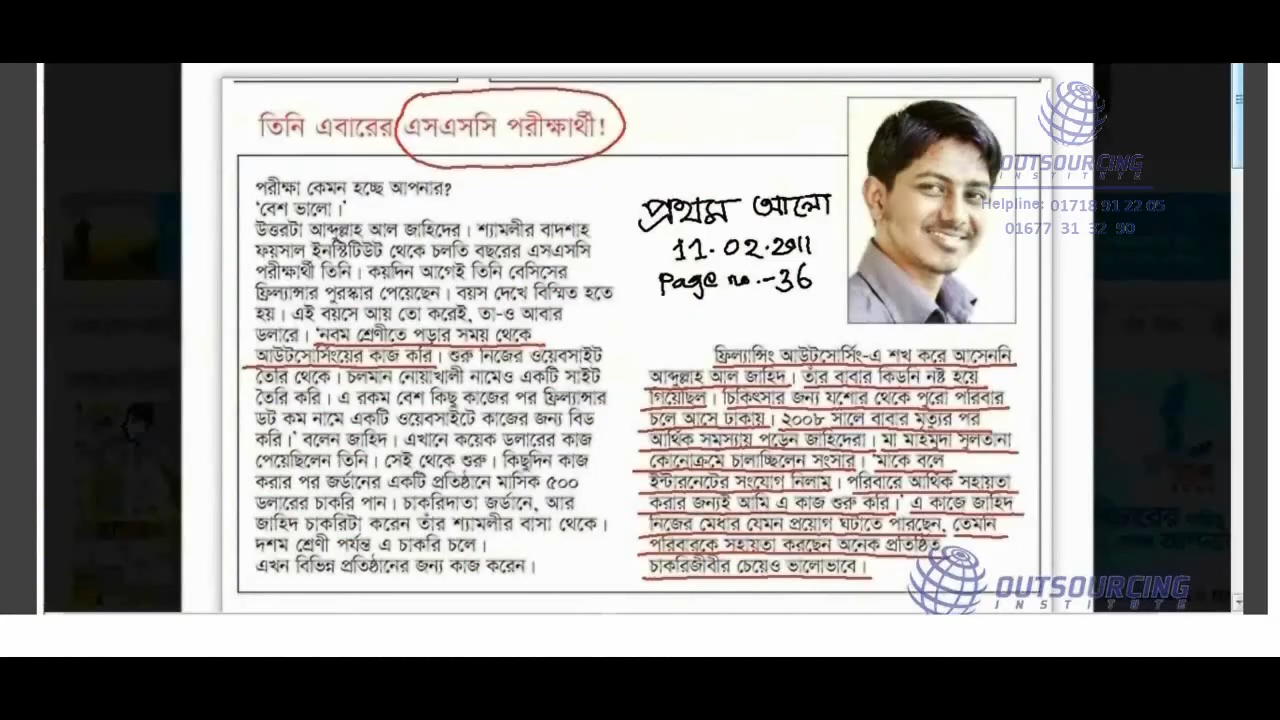 তিনি এবারের এসএসসি পরীক্ষার্থী!
পরীক্ষা কেমন হচ্ছে আপনার?
‘বেশ ভালো।’
উত্তরটা আব্দুল্লাহ আল জাহিদের। শ্যামলীর বাদশাহ
ফয়সাল ইনস্টিটিউট থেকে চলতি বছরের এসএসসি
পরীক্ষার্থী তিনি। কয়দিন আগেই তিনি বেসিসের
ফ্রিল্যান্সার পুরস্কার পেয়েছেন। বয়স দেখে বিস্মিত হতে
হয়। এই বয়সে আয় তো করেই, তা-ও আবার
ডলারে। ‘নবম শ্রেণীতে পড়ার সময় থেকে
আউটসোর্সিংয়ের কাজ করি। শুরু নিজের ওয়েবসাইট
তৈরি থেকে। চলমান নোয়াখালী নামেও একটি সাইট
তৈরি করি। এ রকম বেশ কিছু কাজের পর ফ্রিল্যান্সার
ডট কম নামে একটি ওয়েবসাইটে কাজের জন্য বিড
করি।’ বলেন জাহিদ। এখানে কয়েক ডলারের কাজ
পেয়েছিলেন তিনি। সেই থেকে শুরু। কিছুদিন কাজ
করার পর জর্ডানের একটি প্রতিষ্ঠানে মাসিক ৫০০
ডলারের চাকরি পান। চাকরিদাতা জর্ডানে, আর
জাহিদ চাকরিটা করেন তাঁর শ্যামলীর বাসা থেকে।
দশম শ্রেণী পর্যন্ত এ চাকরি চলে।
এখন বিভিন্ন প্রতিষ্ঠানের জন্য কাজ করেন।
প্রথম আলো
11.02.2011
Page no.-36
ফ্রিল্যান্সিং আউটসোর্সিং-এ শখ করে আসেননি
আব্দুল্লাহ আল জাহিদ। তাঁর বাবার কিডনি নষ্ট হয়ে
গিয়েছিল। চিকিৎসার জন্য যশোর থেকে পুরো পরিবার
চলে আসে ঢাকায়। ২০০৮ সালে বাবার মৃত্যুর পর
আর্থিক সমস্যায় পড়েন জাহিদেরা। মা মাহমুদা সুলতানা
কোনোক্রমে চালাচ্ছিলেন সংসার। ‘মাকে বলে
ইন্টারনেটের সংযোগ নিলাম। পরিবারে আর্থিক সহায়তা
করার জন্যই আমি এ কাজ শুরু করি।’ এ কাজে জাহিদ
নিজের মেধার যেমন প্রয়োগ ঘটাতে পারছেন, তেমনি
পরিবারকে সহায়তা করছেন অনেক প্রতিষ্ঠিত
চাকরিজীবীর চেয়েও ভালোভাবে।
OUTSOURCING
INSTITUTE
Helpline: 01718 91 22 05
01677 31 32 90
OUTSOURCING
INSTITUTE